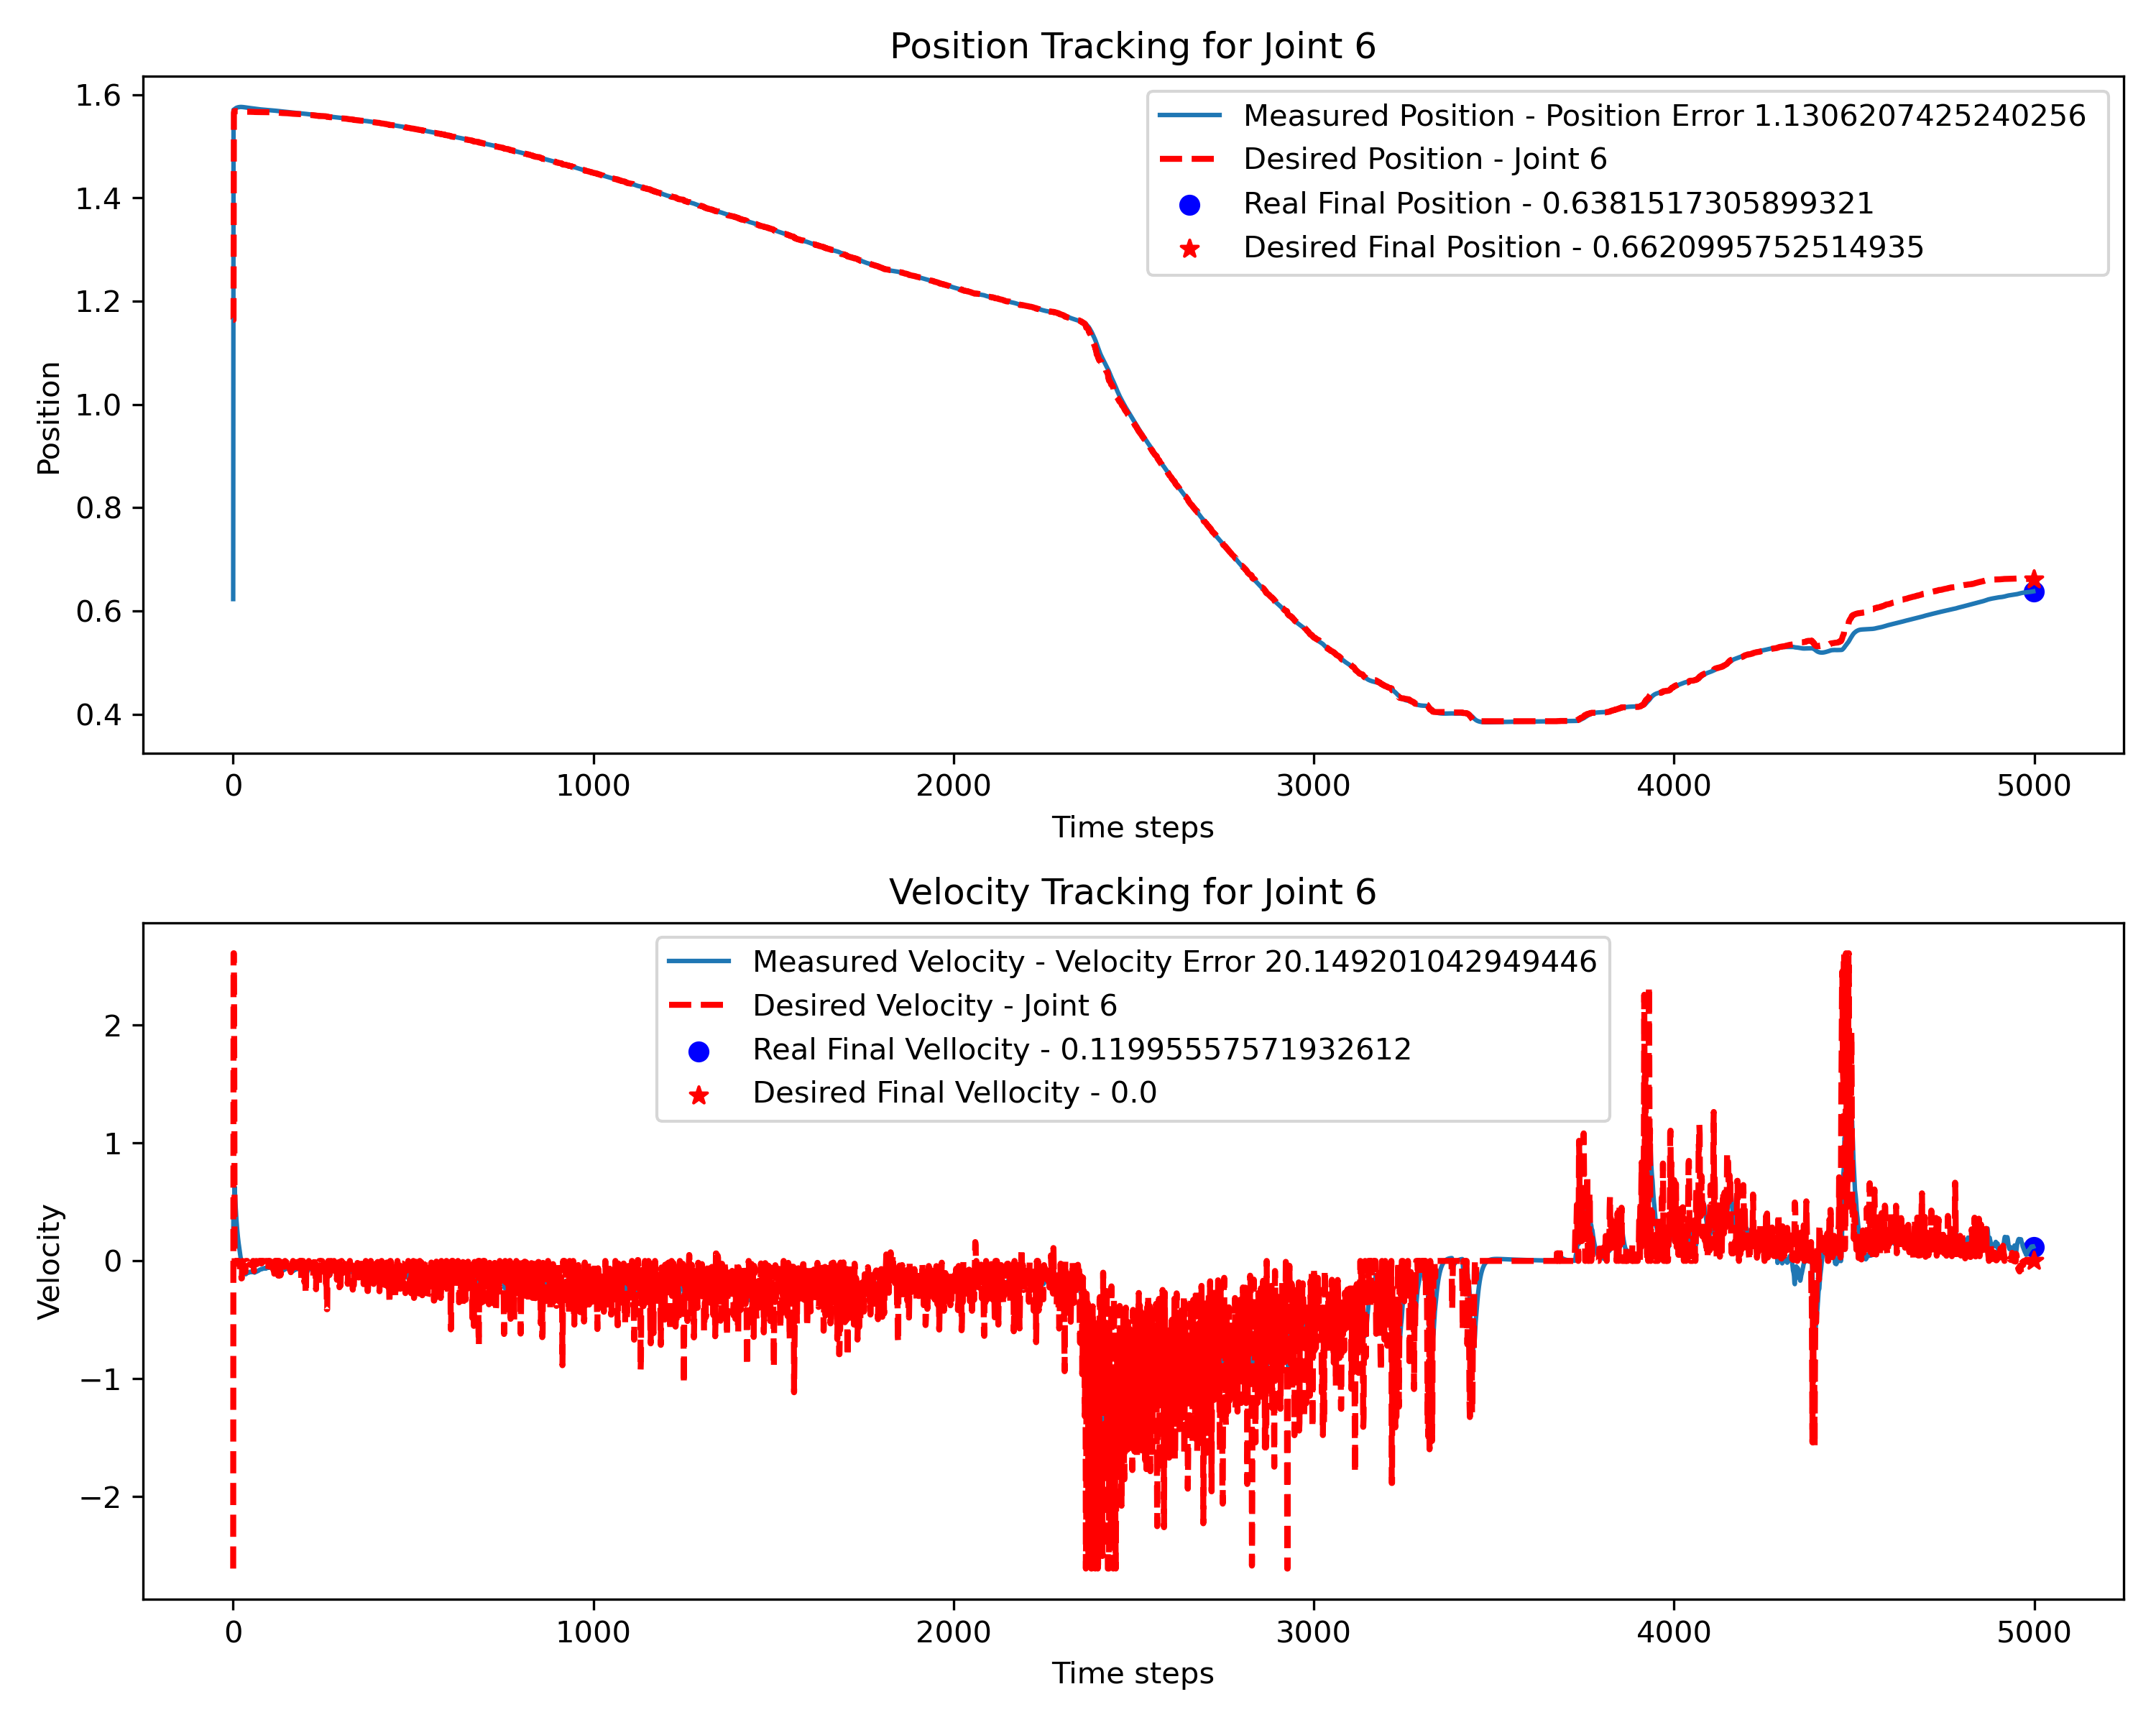 Position Tracking for Joint 6
Measured Position - Position Error 1.1306207425240256
Desired Position - Joint 6
Real Final Position - 0.6381517305899321
Desired Final Position - 0.6620995752514935
Position
1.6
1.4
1.2
1.0
0.8
0.6
0.4
0 1000 2000 3000 4000 5000
Time steps
Velocity Tracking for Joint 6
Measured Velocity - Velocity Error 20.149201042949446
Desired Velocity - Joint 6
Real Final Vellocity - 0.11995557571932612
Desired Final Vellocity - 0.0
Velocity
2
1
0
−1
−2
0 1000 2000 3000 4000 5000
Time steps